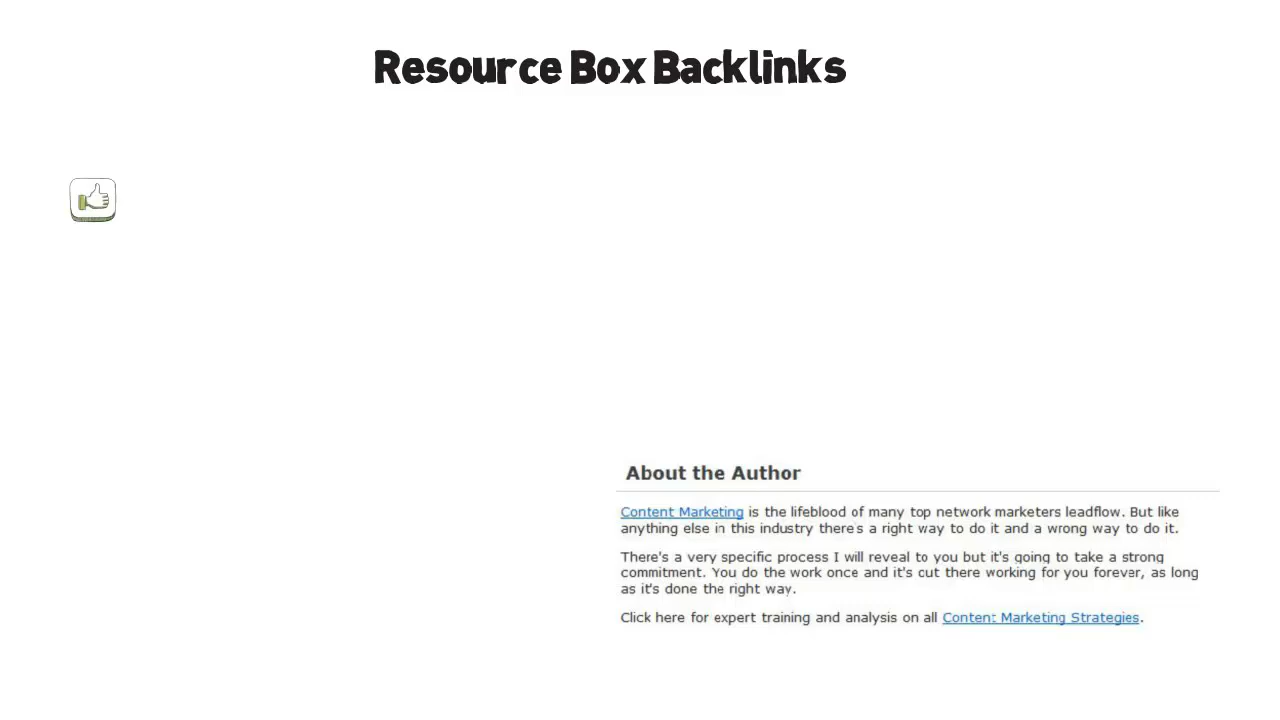 Resource Box Backlinks
About the Author
Content Marketing is the lifeblood of many top network marketers leadflow. But like
anything else in this industry there's a right way to do it and a wrong way to do it.
There's a very specific process I will reveal to you but it's going to take a strong
commitment. You do the work once and it's out there working for you forever, as long
as it's done the right way.
Click here for expert training and analysis on all Content Marketing Strategies.